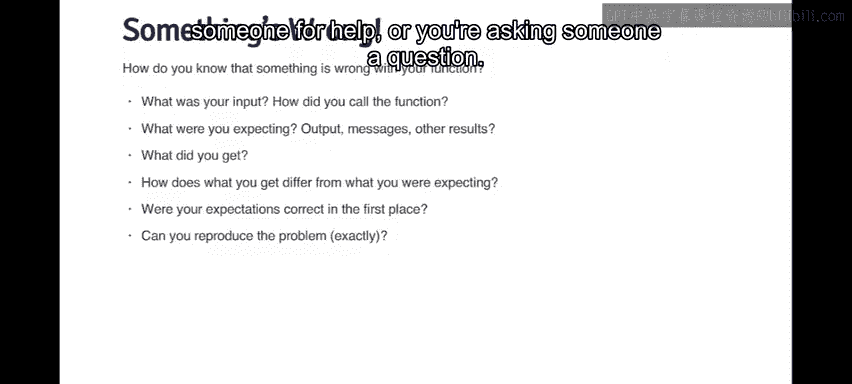 Something's Wrong!
someone for help, or you're asking someone
a question.
How do you know that something is wrong with your function?
· What was your input? How did you call the function?
· What were you expecting? Output, messages, other results?
· What did you get?
· How does what you get differ from what you were expecting?
· Were your expectations correct in the first place?
· Can you reproduce the problem (exactly)?